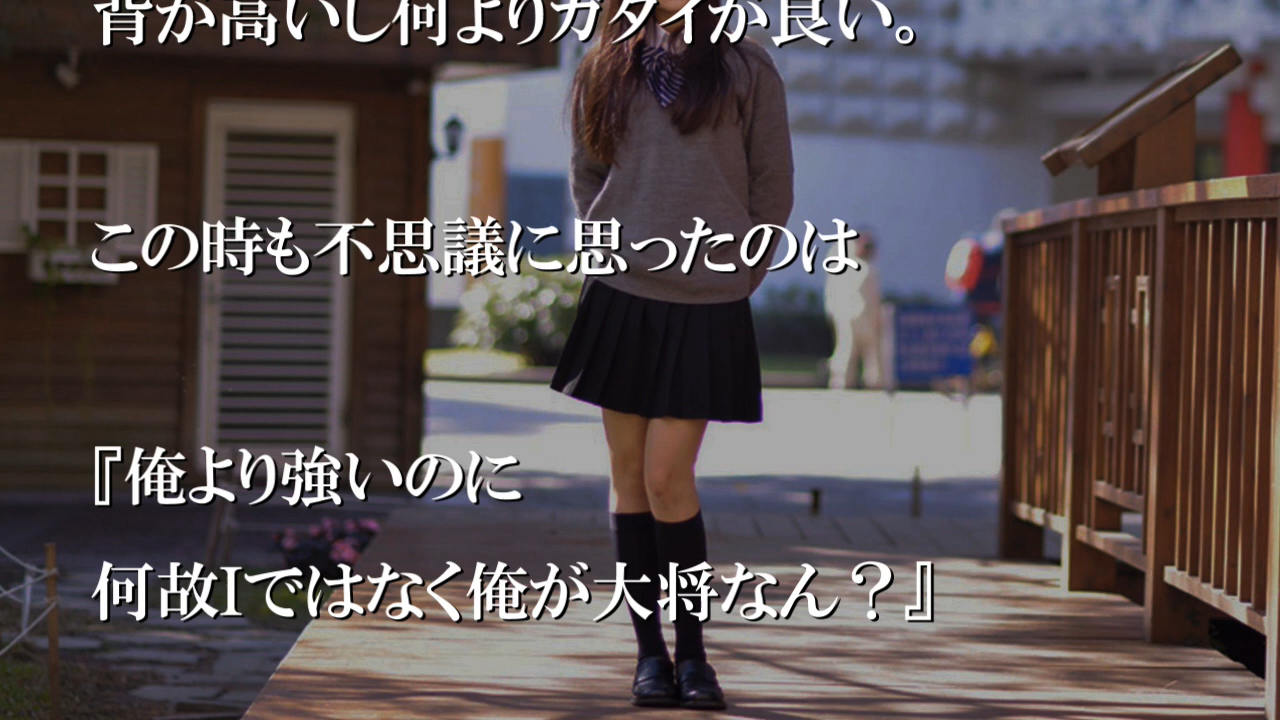 背が高いし何よりガタイが良い。
この時も不思議に思ったのは
『俺より強いのに
何故Iではなく俺が大将なん？』